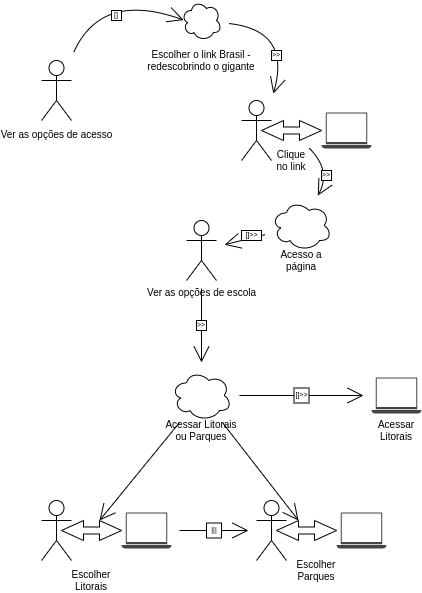 []
Escolher o link Brasil -
redescobrindo o gigante
>>
Ver as opções de acesso
Clique
no link
>>
[]>>
Acesso a
página
Ver as opções de escola
>>
[]>>
Acessar Litorais
ou Parques
Acessar
Litorais
|||
Escolher
Litorais
Escolher
Parques